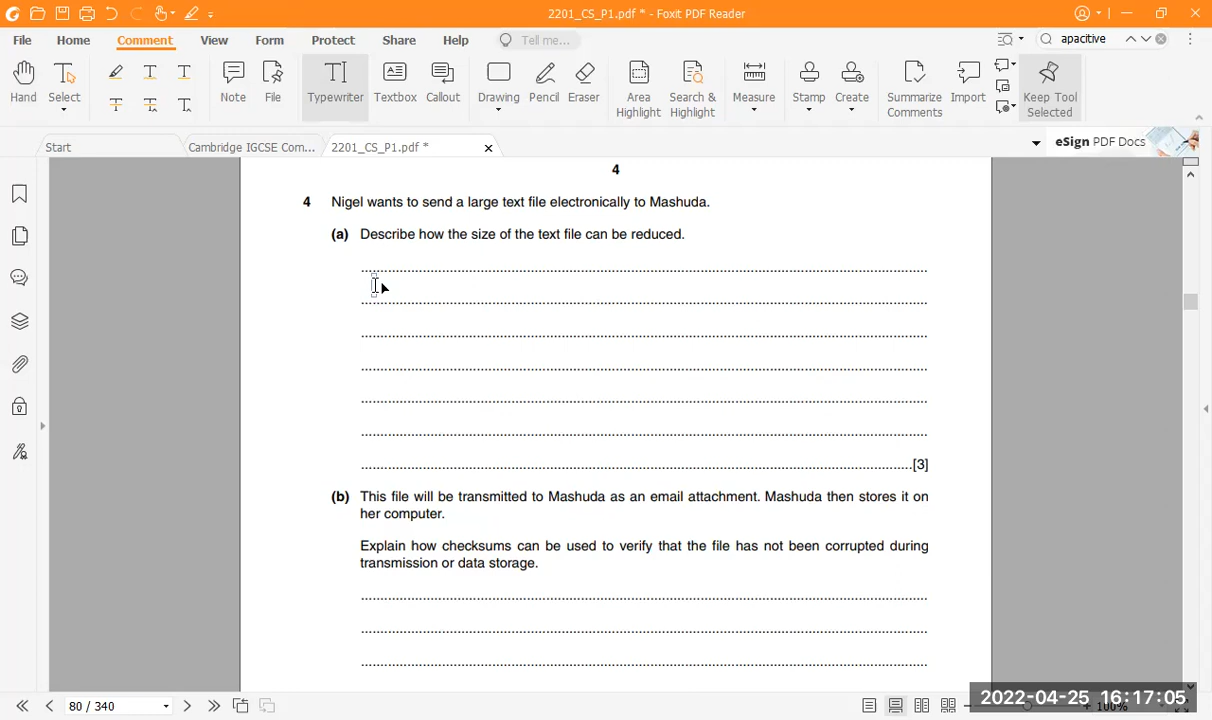 2201_CS_P1.pdf * - Foxit PDF Reader
File Home Comment View Form Protect Share Help Tell me... apacitive
Hand Select Note File Typewriter Textbox Callout Drawing Pencil Eraser Area Highlight Search & Highlight Measure Stamp Create Summarize Comments Import Keep Tool Selected
Start Cambridge IGCSE Com... 2201_CS_P1.pdf * eSign PDF Docs
4
4 Nigel wants to send a large text file electronically to Mashuda.
(a) Describe how the size of the text file can be reduced.
[3]
(b) This file will be transmitted to Mashuda as an email attachment. Mashuda then stores it on
her computer.
Explain how checksums can be used to verify that the file has not been corrupted during
transmission or data storage.
80 / 340
2022-04-25 16:17:05
100%